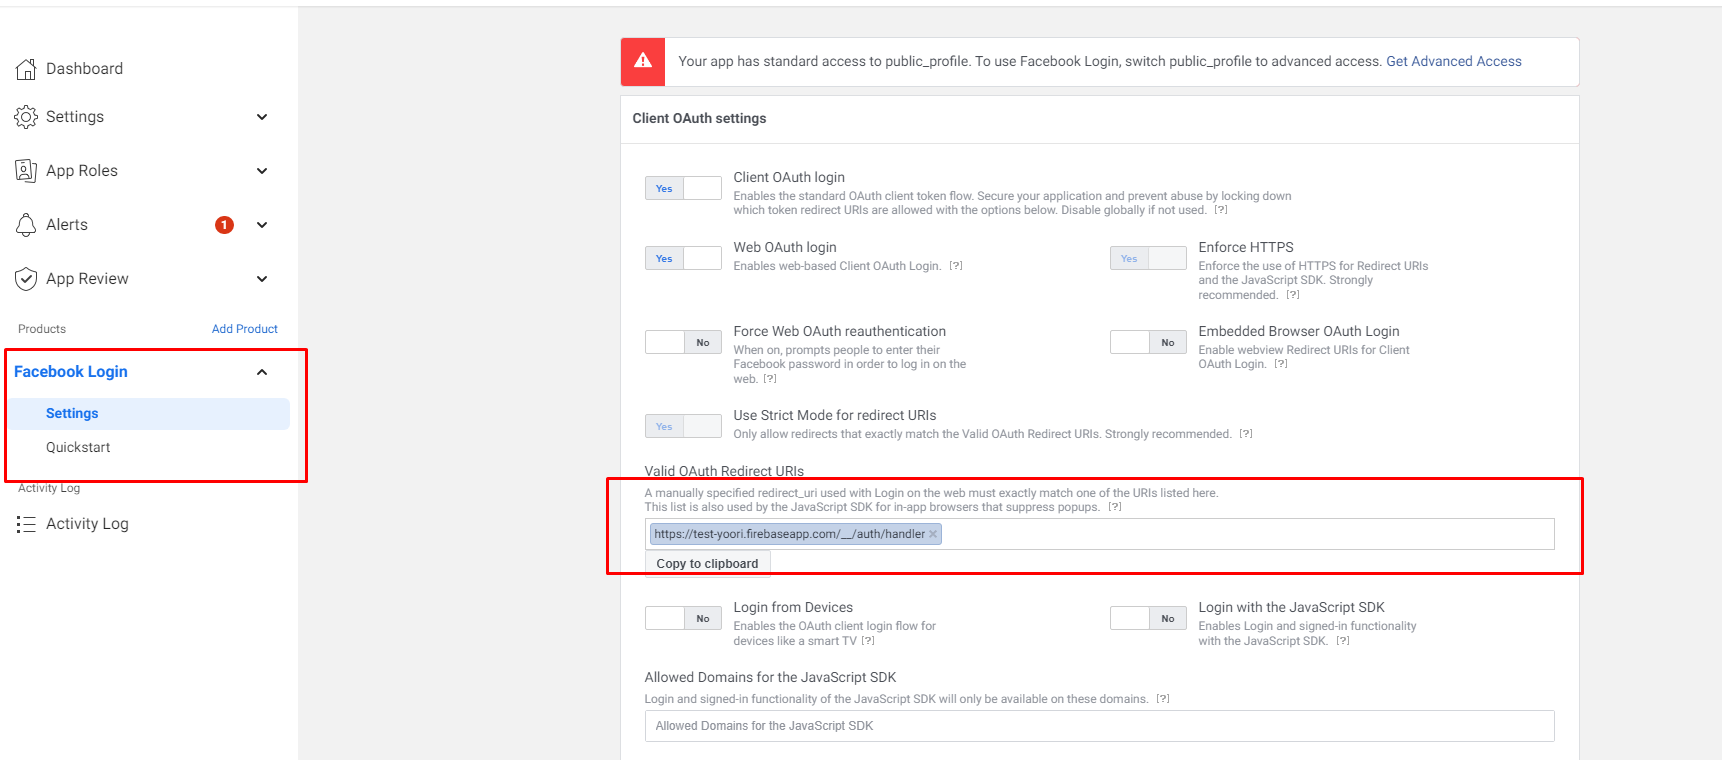 Dashboard
Settings
App Roles
Alerts 1
App Review
Products Add Product
Facebook Login
Settings
Quickstart
Activity Log
Activity Log
Your app has standard access to public_profile. To use Facebook Login, switch public_profile to advanced access. Get Advanced Access
Client OAuth settings
Yes
Client OAuth login
Enables the standard OAuth client token flow. Secure your application and prevent abuse by locking down
which token redirect URIs are allowed with the options below. Disable globally if not used. [?]
Yes
Web OAuth login
Enables web-based Client OAuth Login. [?]
Yes
Enforce HTTPS
Enforce the use of HTTPS for Redirect URIs
and the JavaScript SDK. Strongly
recommended. [?]
No
Force Web OAuth reauthentication
When on, prompts people to enter their
Facebook password in order to log in on the
web. [?]
No
Embedded Browser OAuth Login
Enable webview Redirect URIs for Client
OAuth Login. [?]
Yes
Use Strict Mode for redirect URIs
Only allow redirects that exactly match the Valid OAuth Redirect URIs. Strongly recommended. [?]
Valid OAuth Redirect URIs
A manually specified redirect_uri used with Login on the web must exactly match one of the URIs listed here.
This list is also used by the JavaScript SDK for in-app browsers that suppress popups. [?]
https://test-yoori.firebaseapp.com/__/auth/handler ×
Copy to clipboard
No
Login from Devices
Enables the OAuth client login flow for
devices like a smart TV [?]
No
Login with the JavaScript SDK
Enables Login and signed-in functionality
with the JavaScript SDK. [?]
Allowed Domains for the JavaScript SDK
Login and signed-in functionality of the JavaScript SDK will only be available on these domains. [?]
Allowed Domains for the JavaScript SDK